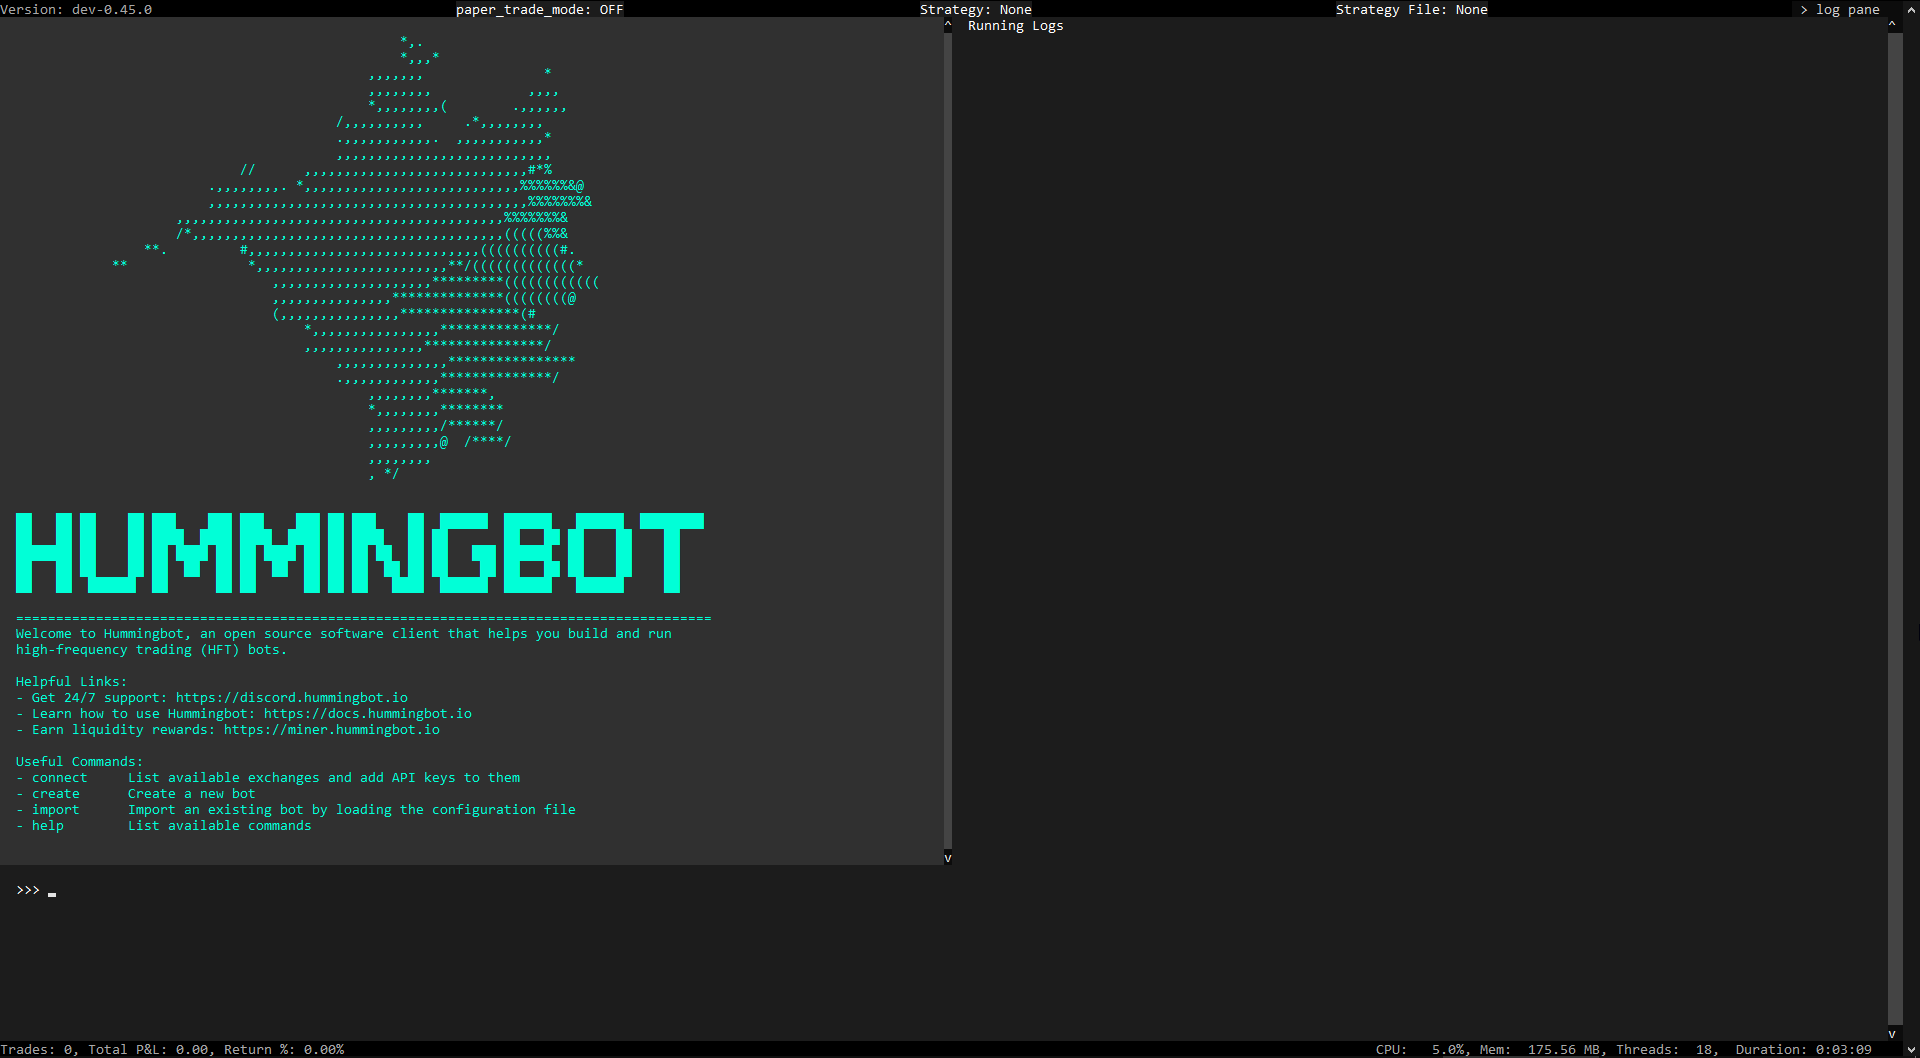 Version: dev-0.45.0 paper_trade_mode: OFF Strategy: None Strategy File: None > log pane
Running Logs
HUMMINGBOT
=======================================================================================
Welcome to Hummingbot, an open source software client that helps you build and run
high-frequency trading (HFT) bots.
Helpful Links:
- Get 24/7 support: https://discord.hummingbot.io
- Learn how to use Hummingbot: https://docs.hummingbot.io
- Earn liquidity rewards: https://miner.hummingbot.io
Useful Commands:
- connect List available exchanges and add API keys to them
- create Create a new bot
- import Import an existing bot by loading the configuration file
- help List available commands
>>>
Trades: 0, Total P&L: 0.00, Return %: 0.00% CPU: 5.0%, Mem: 175.56 MB, Threads: 18, Duration: 0:03:09